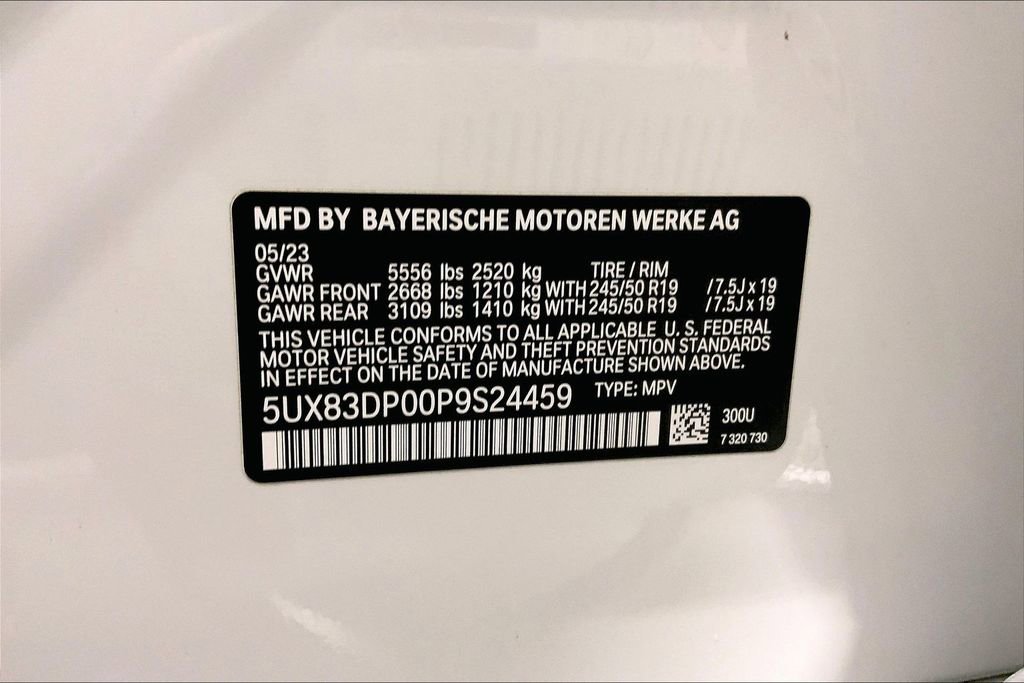 MFD BY BAYERISCHE MOTOREN WERKE AG
05/23
GVWR 5556 lbs 2520 kg TIRE / RIM
GAWR FRONT 2668 lbs 1210 kg WITH 245/50 R19 / 7.5J x 19
GAWR REAR 3109 lbs 1410 kg WITH 245/50 R19 / 7.5J x 19
THIS VEHICLE CONFORMS TO ALL APPLICABLE U. S. FEDERAL
MOTOR VEHICLE SAFETY AND THEFT PREVENTION STANDARDS
IN EFFECT ON THE DATE OF MANUFACTURE SHOWN ABOVE.
5UX83DP00P9S24459 TYPE: MPV
300U
7 320 730